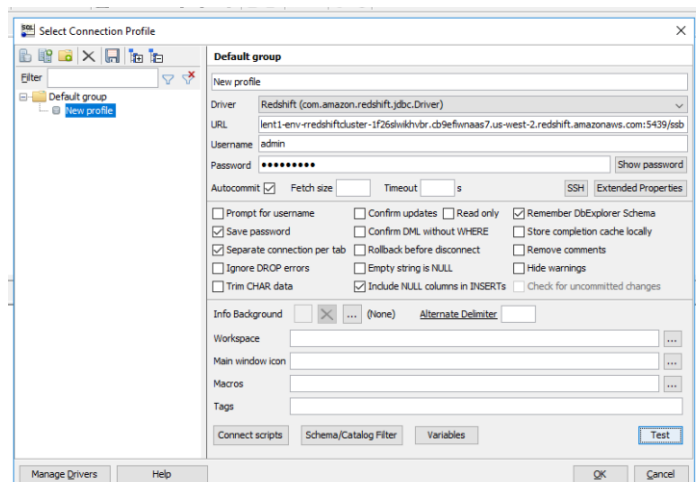 SQL Select Connection Profile
Filter
Default group
New profile
Default group
New profile
Driver Redshift (com.amazon.redshift.jdbc.Driver)
URL lent1-env-rredshiftcluster-1f26slwikhvbr.cb9efiwnaas7.us-west-2.redshift.amazonaws.com:5439/ssb
Username admin
Password ●●●●●●●●● Show password
Autocommit Fetch size Timeout s SSH Extended Properties
Prompt for username Confirm updates Read only Remember DbExplorer Schema
Save password Confirm DML without WHERE Store completion cache locally
Separate connection per tab Rollback before disconnect Remove comments
Ignore DROP errors Empty string is NULL Hide warnings
Trim CHAR data Include NULL columns in INSERTs Check for uncommitted changes
Info Background ... (None) Alternate Delimiter
Workspace ...
Main window icon ...
Macros ...
Tags
Connect scripts Schema/Catalog Filter Variables Test
Manage Drivers Help OK Cancel